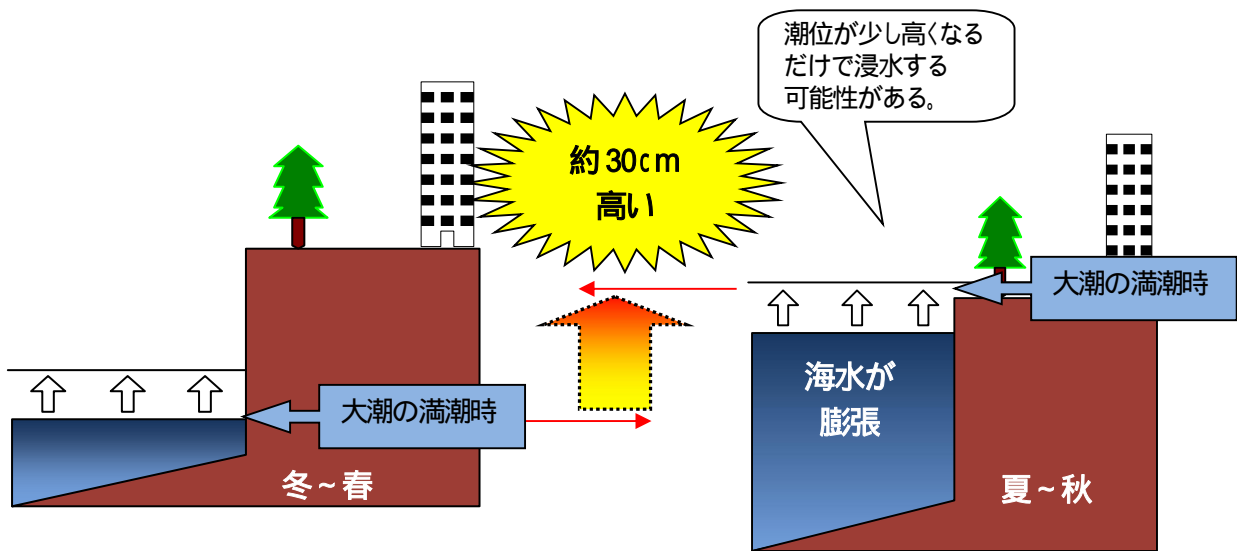 潮位が少し高くなる
だけで浸水する
可能性がある。
約30cm
高い
大潮の満潮時
海水が
膨張
大潮の満潮時
冬~春
夏~秋